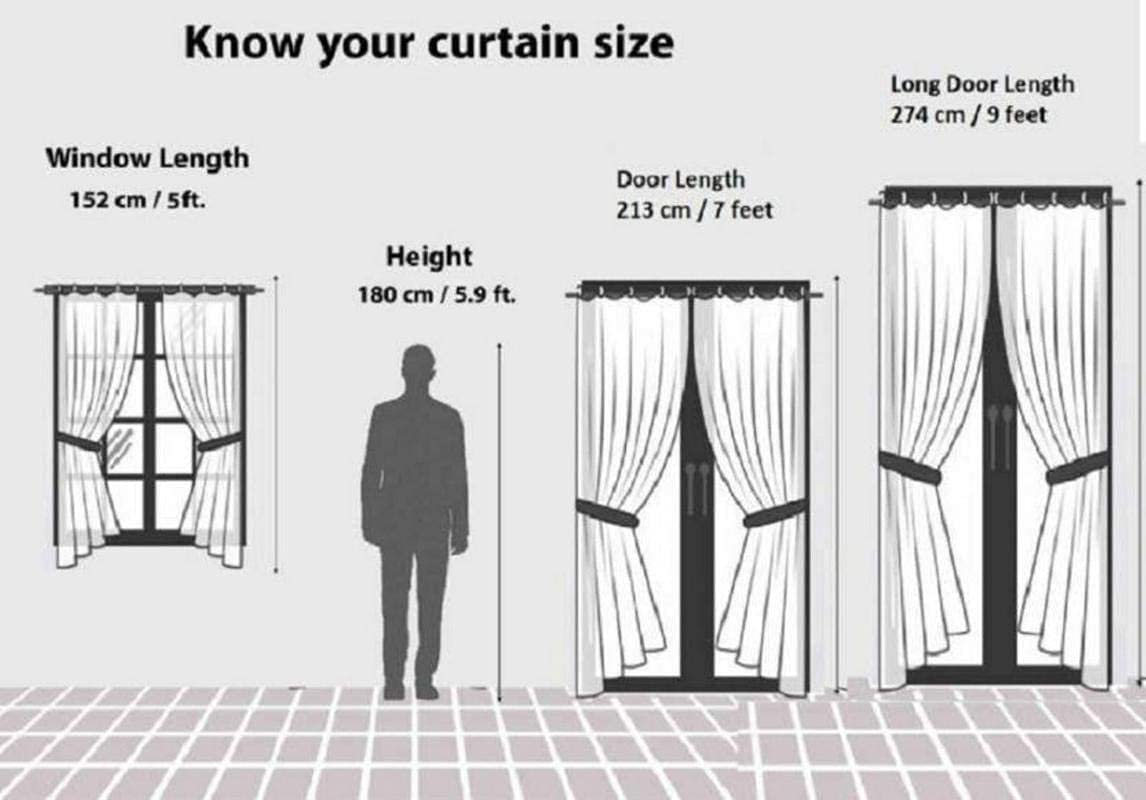 Know your curtain size
Window Length
152 cm / 5ft.
Height
180 cm / 5.9 ft.
Door Length
213 cm / 7 feet
Long Door Length
274 cm / 9 feet